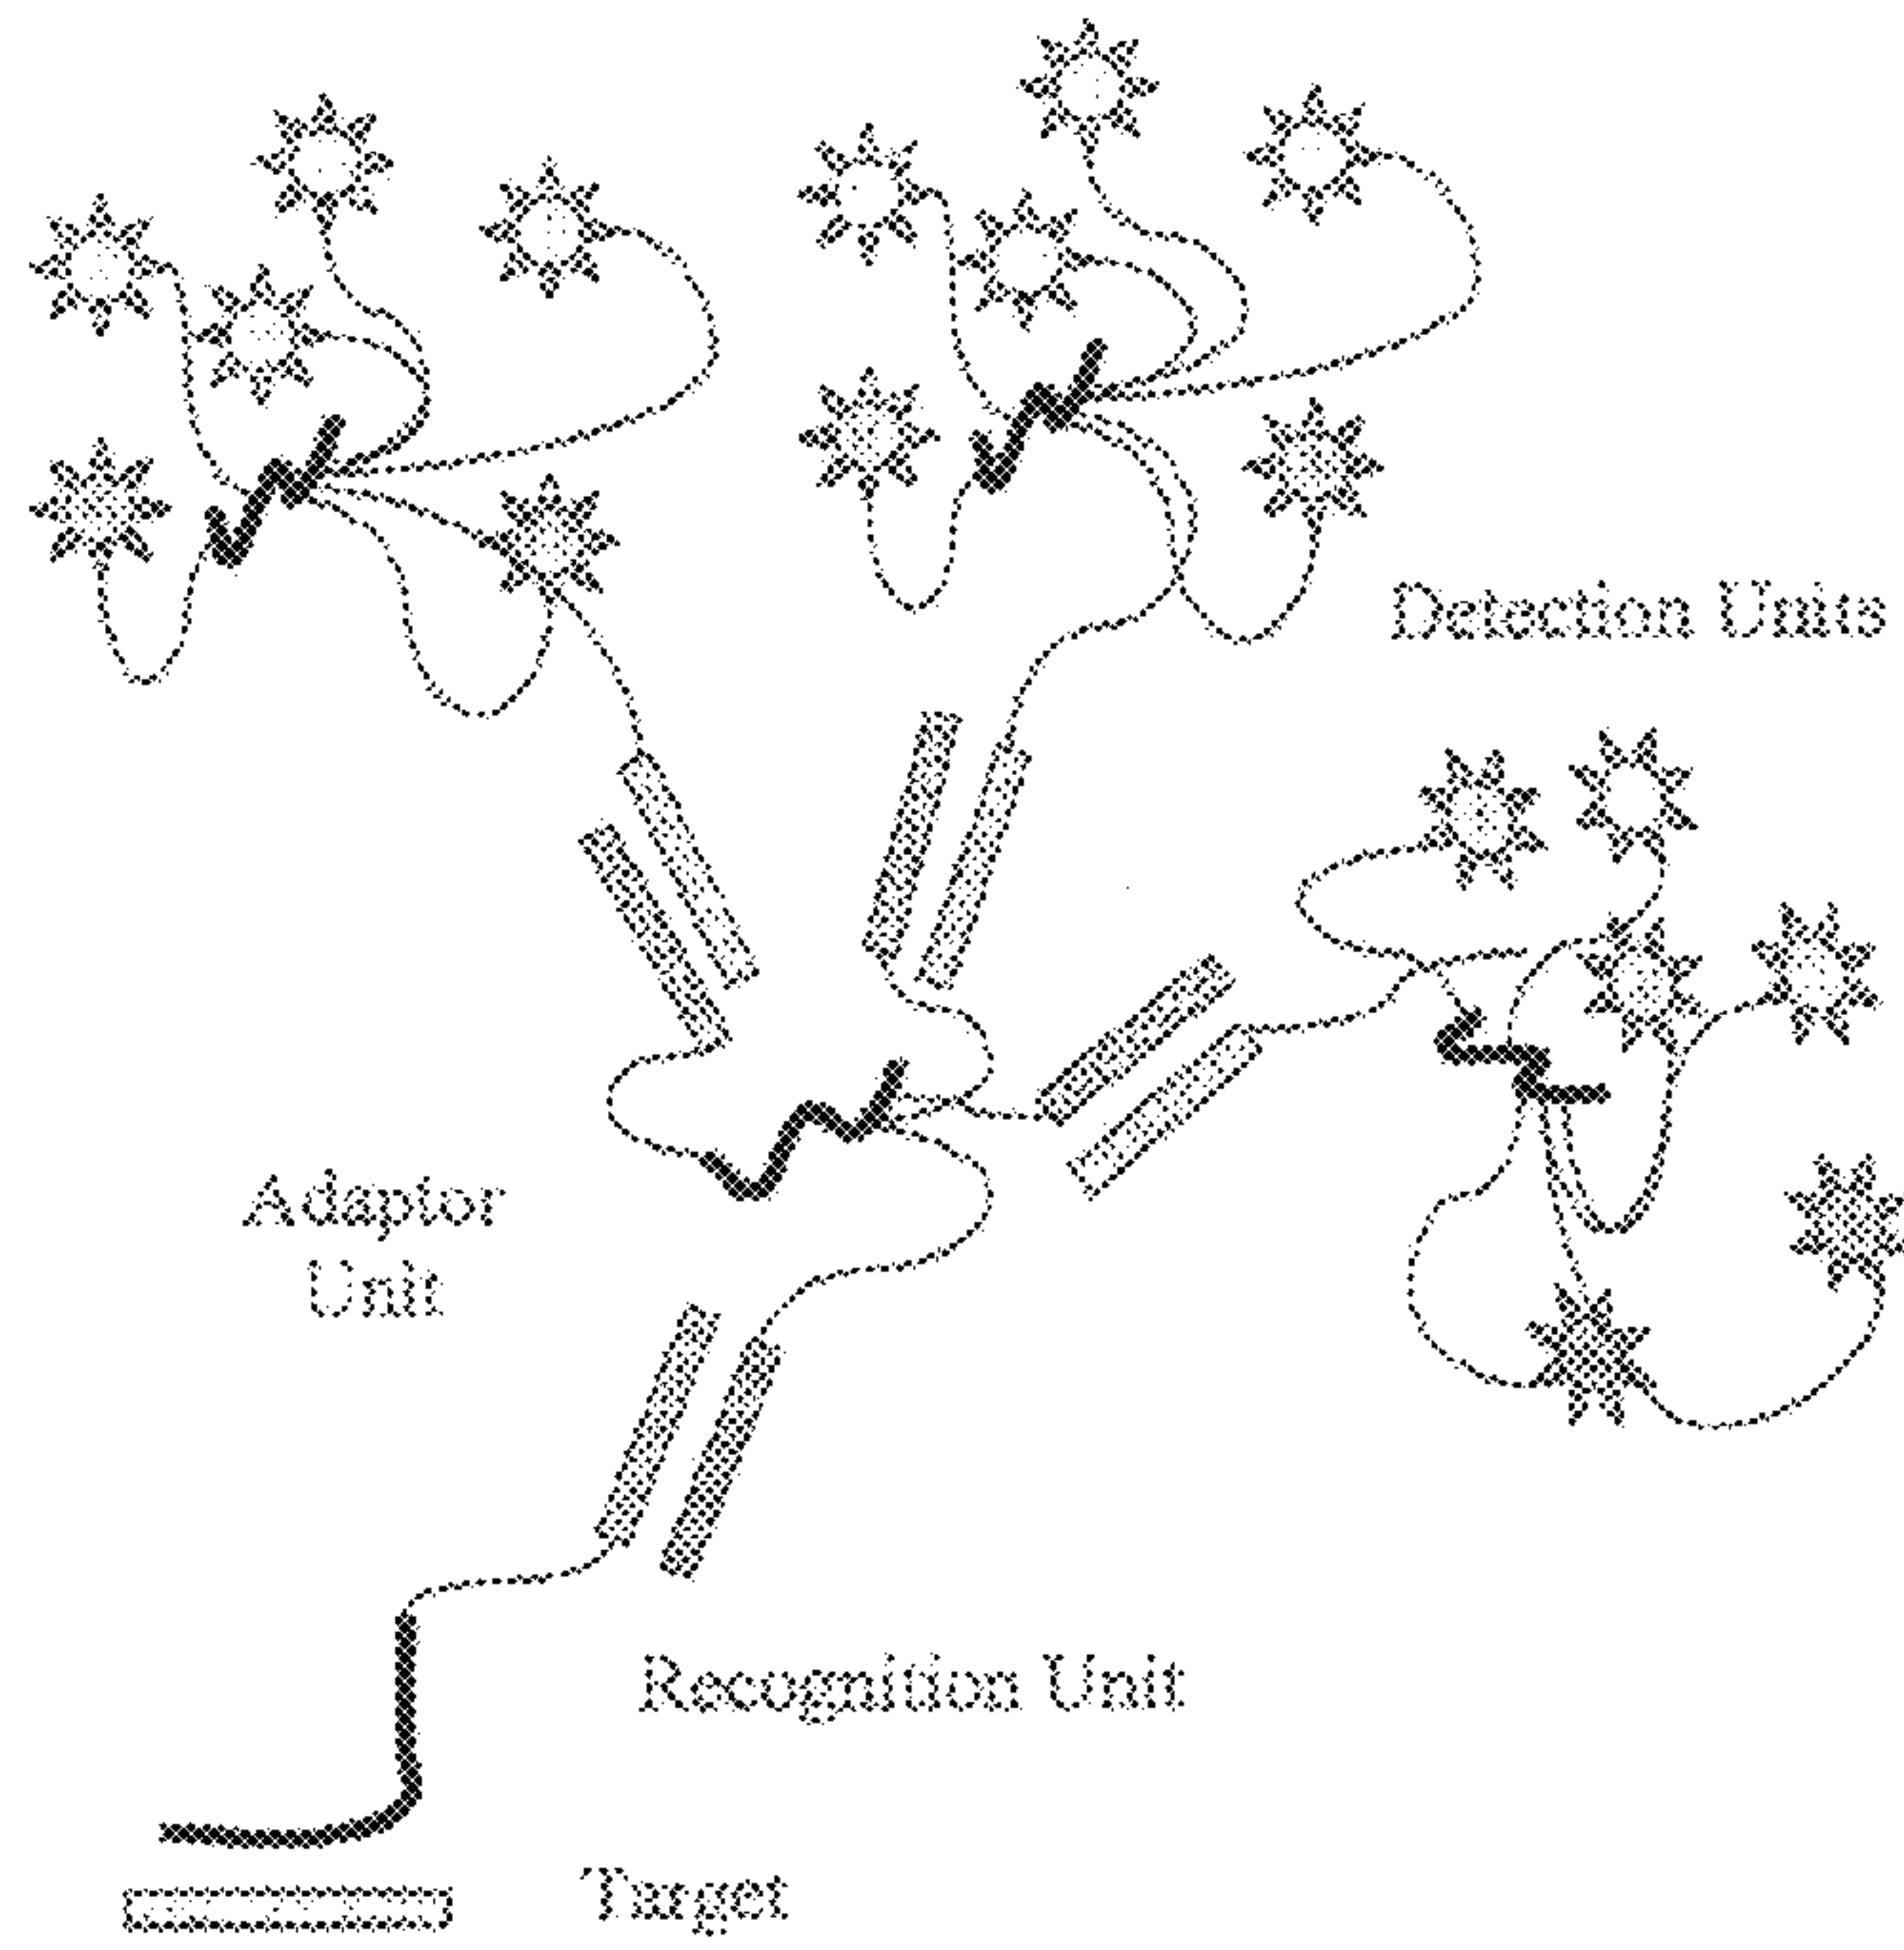 Detection Units
Adaptor
Unit
Recognition Unit
Target